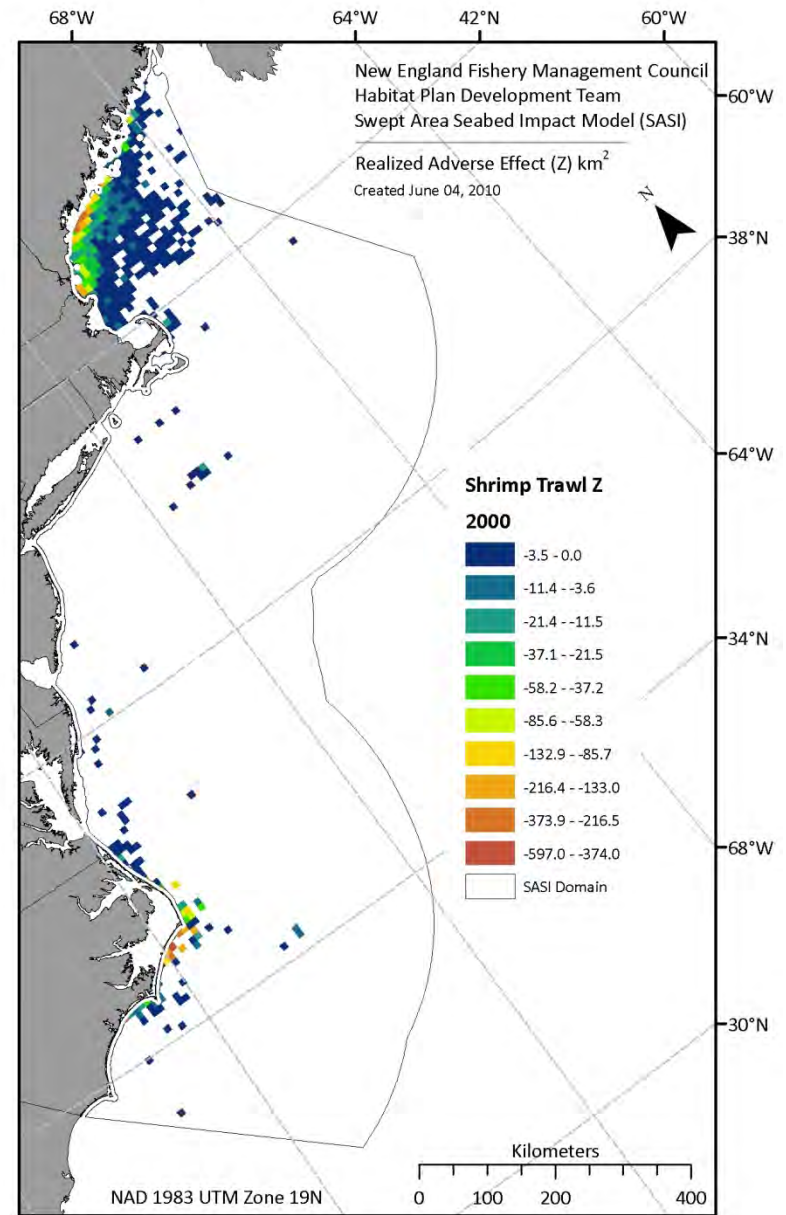 68°W 64°W 42°N 60°W
New England Fishery Management Council
Habitat Plan Development Team
Swept Area Seabed Impact Model (SASI)
Realized Adverse Effect (Z) km²
Created June 04, 2010
60°W
N
38°N
64°W
Shrimp Trawl Z
2000
-3.5 - 0.0
-11.4 - -3.6
-21.4 - -11.5
-37.1 - -21.5
-58.2 - -37.2
-85.6 - -58.3
-132.9 - -85.7
-216.4 - -133.0
-373.9 - -216.5
-597.0 - -374.0
SASI Domain
34°N
68°W
30°N
Kilometers
0 100 200 400
NAD 1983 UTM Zone 19N